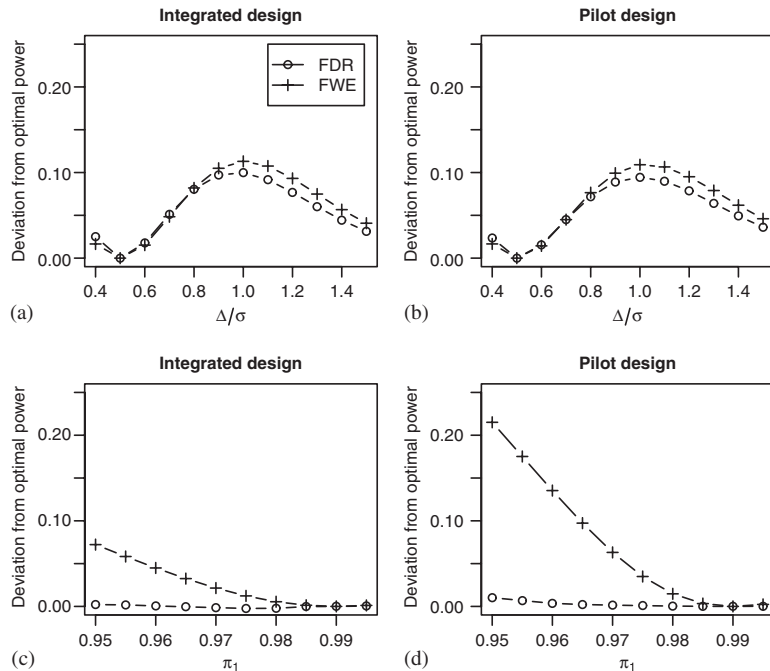 Integrated design
Pilot design
Deviation from optimal power
0.20
0.10
0.00
FDR
FWE
0.4 0.6 0.8 1.0 1.2 1.4
(a)
Δ/σ
Deviation from optimal power
0.20
0.10
0.00
0.4 0.6 0.8 1.0 1.2 1.4
(b)
Δ/σ
Integrated design
Pilot design
Deviation from optimal power
0.20
0.10
0.00
0.95 0.96 0.97 0.98 0.99
(c)
π1
Deviation from optimal power
0.20
0.10
0.00
0.95 0.96 0.97 0.98 0.99
(d)
π1